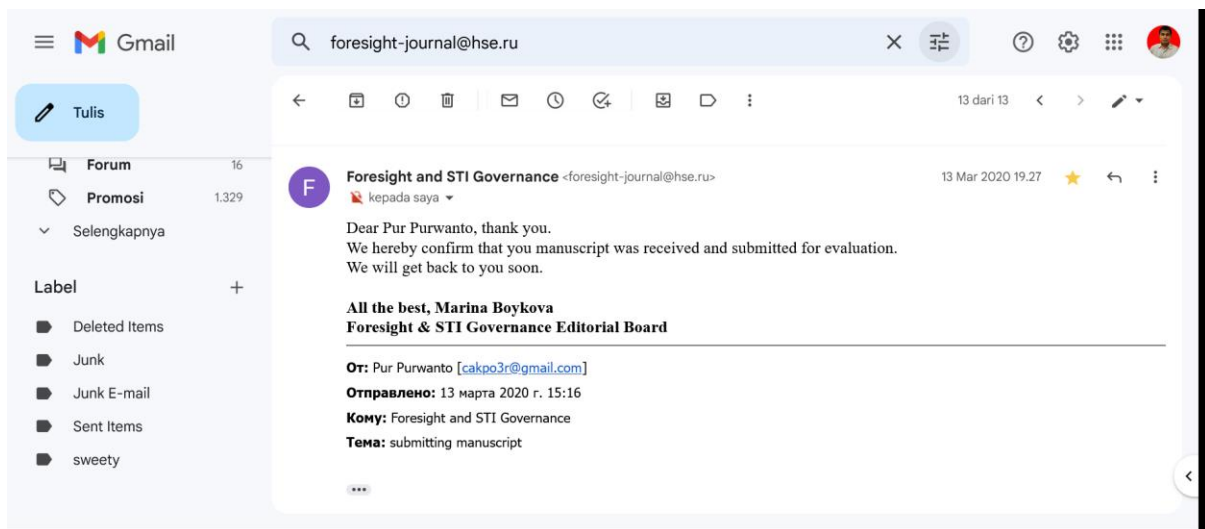 Gmail
foresight-journal@hse.ru
Tulis
13 dari 13
Forum 16
Promosi 1.329
Selengkapnya
Label
Deleted Items
Junk
Junk E-mail
Sent Items
sweety
F
Foresight and STI Governance <foresight-journal@hse.ru> 13 Mar 2020 19.27
kepada saya
Dear Pur Purwanto, thank you.
We hereby confirm that you manuscript was received and submitted for evaluation.
We will get back to you soon.
All the best, Marina Boykova
Foresight & STI Governance Editorial Board
От: Pur Purwanto [cakpo3r@gmail.com]
Отправлено: 13 марта 2020 г. 15:16
Кому: Foresight and STI Governance
Тема: submitting manuscript